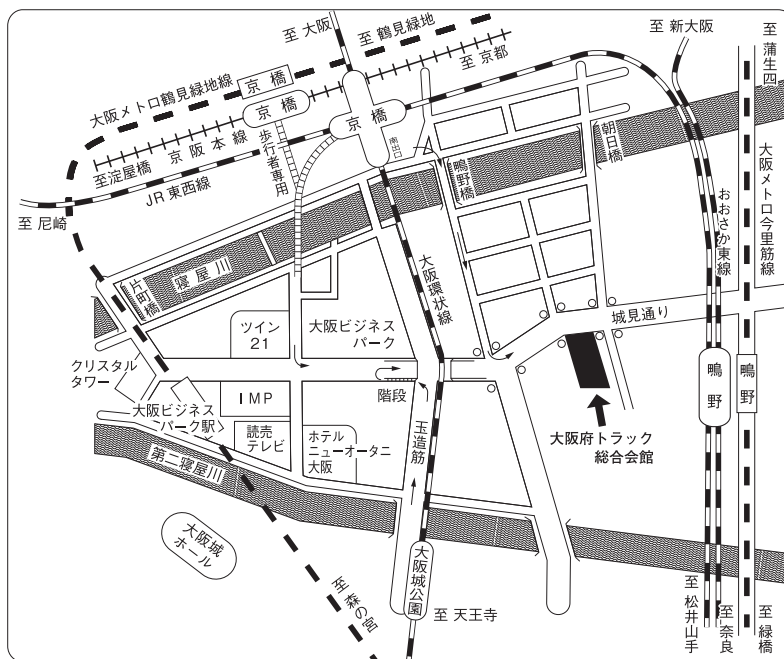 至 大阪
至 鶴見緑地
至 京都
至 新大阪
至 蒲生四
大阪メトロ鶴見緑地線
京 橋
京 橋
京 橋
京阪本線
至 淀屋橋
歩行者専用
南出口
JR東西線
至 尼崎
鴫野橋
朝日橋
おおさか東線
大阪メトロ今里筋線
片町橋
寝屋川
大阪環状線
城見通り
ツイン
21
大阪ビジネス
パーク
クリスタル
タワー
大阪ビジネス
パーク駅
IMP
階段
読売
テレビ
ホテル
ニューオータニ
大阪
玉造筋
鴫 野
鴫 野
大阪府トラック
総合会館
第二寝屋川
大阪城
ホール
大阪城公園
至 森の宮
至 天王寺
至 松井山手
至 奈良
至 緑橋